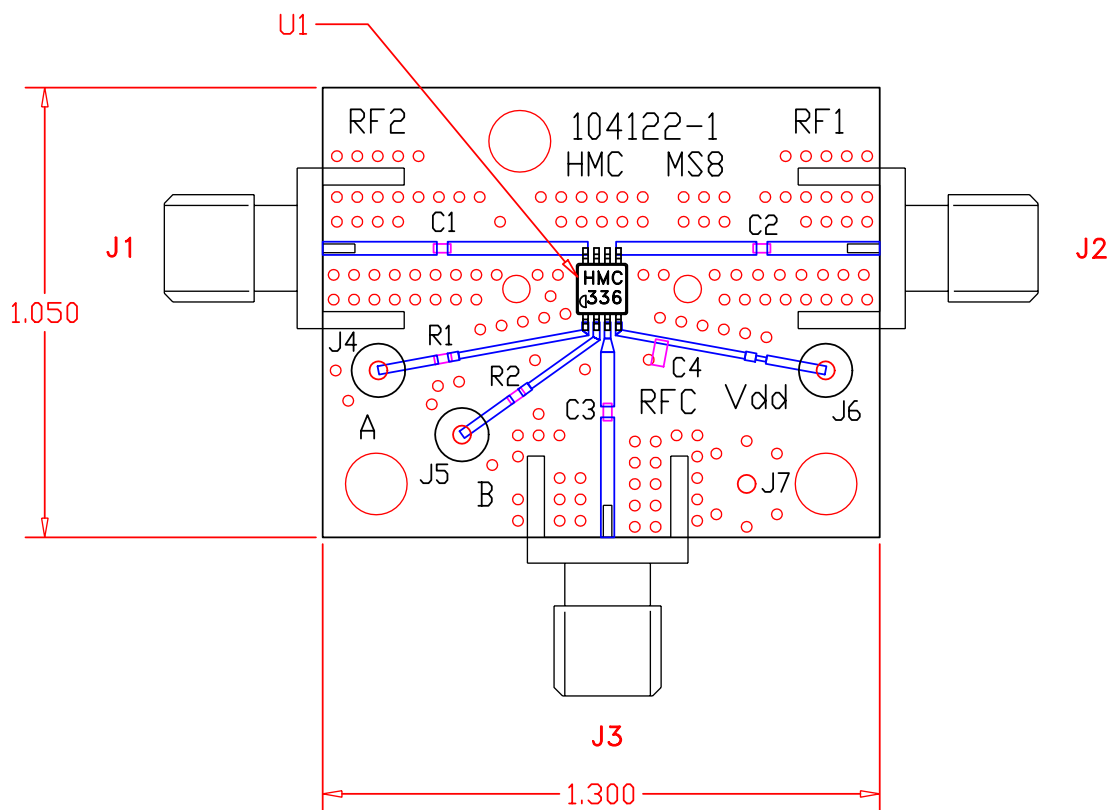 U1
RF2
104122-1
RF1
HMC MS8
C1
C2
J1
J2
HMC
336
1.050
J4
R1
R2
C4
C3
RFC
Vdd
J6
A
J5
J7
B
J3
1.300